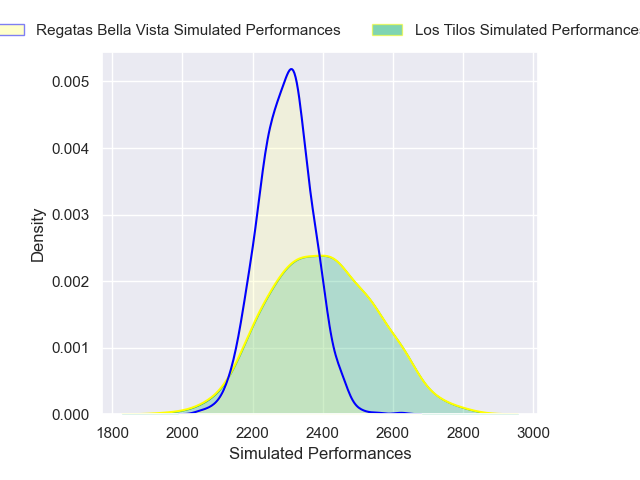 Regatas Bella Vista Simulated Performances
Los Tilos Simulated Performances
0.005
0.004
0.003
0.002
0.001
0.000
Density
1800 2000 2200 2400 2600 2800 3000
Simulated Performances